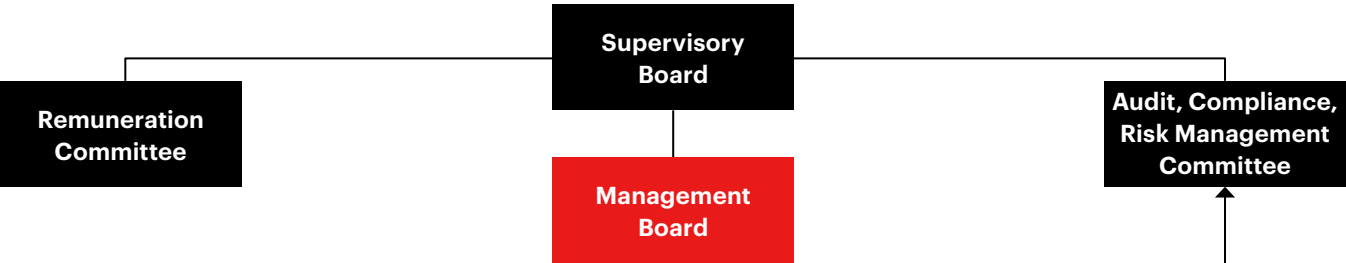 Supervisory
Board
Remuneration
Committee
Audit, Compliance,
Risk Management
Committee
Management
Board